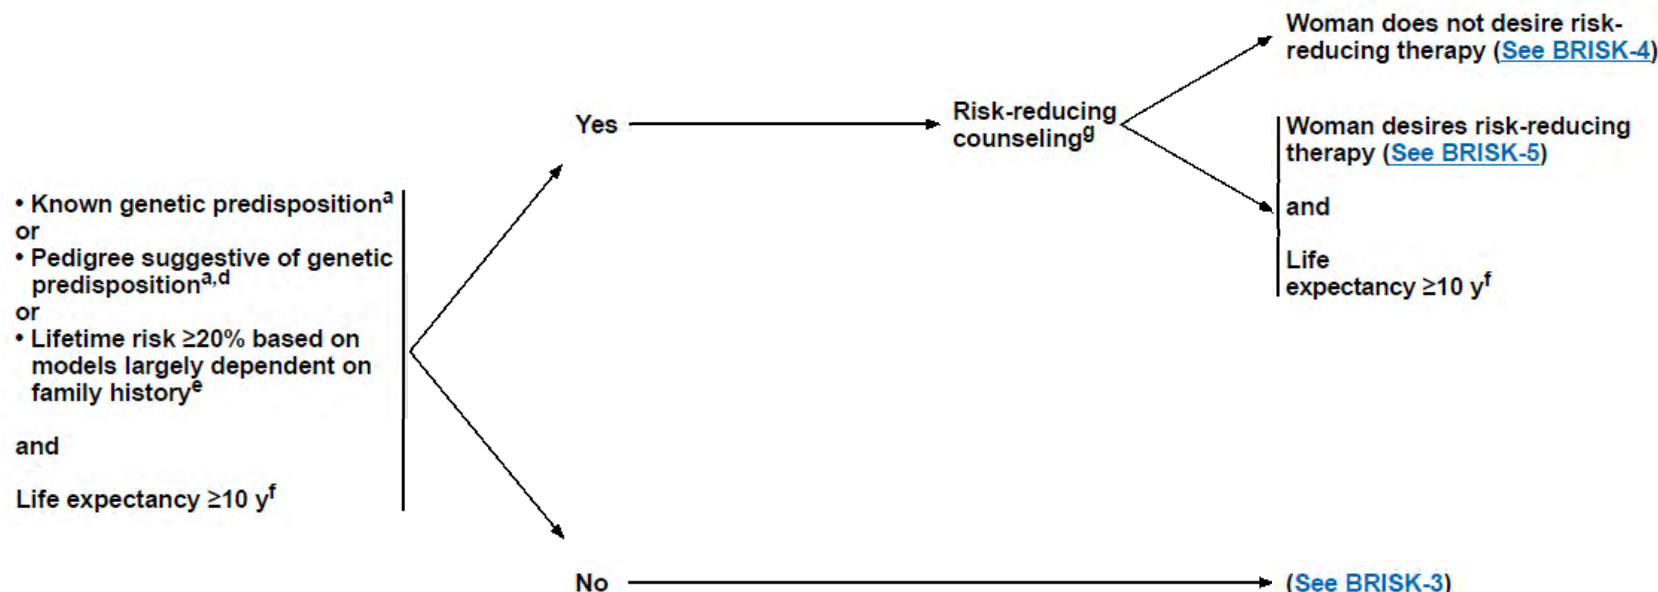 • Known genetic predispositionᵃ
or
• Pedigree suggestive of genetic
predispositionᵃ,ᵈ
or
• Lifetime risk ≥20% based on
models largely dependent on
family historyᵉ
and
Life expectancy ≥10 yᶠ
Yes
No
Risk-reducing
counselingᵍ
Woman does not desire risk-
reducing therapy (See BRISK-4)
Woman desires risk-reducing
therapy (See BRISK-5)
and
Life
expectancy ≥10 yᶠ
(See BRISK-3)